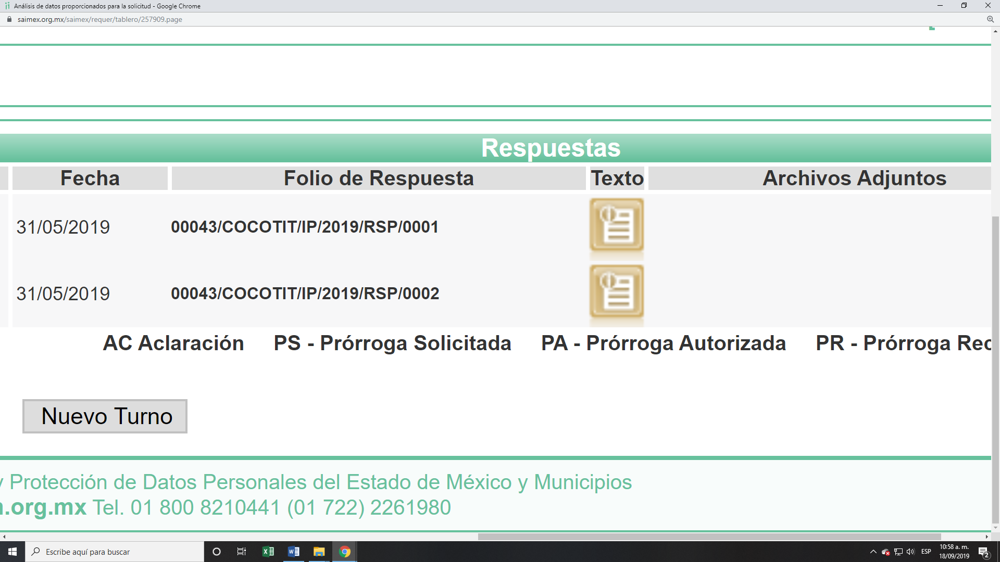 Análisis de datos proporcionados para la solicitud - Google Chrome
saimex.org.mx/saimex/requer/tablero/257909.page
Respuestas
Fecha Folio de Respuesta Texto Archivos Adjuntos
31/05/2019 00043/COCOTIT/IP/2019/RSP/0001
31/05/2019 00043/COCOTIT/IP/2019/RSP/0002
AC Aclaración PS - Prórroga Solicitada PA - Prórroga Autorizada PR - Prórroga Rec
Nuevo Turno
y Protección de Datos Personales del Estado de México y Municipios
.org.mx Tel. 01 800 8210441 (01 722) 2261980
Escribe aquí para buscar
ESP
10:58 a. m.
18/09/2019
2